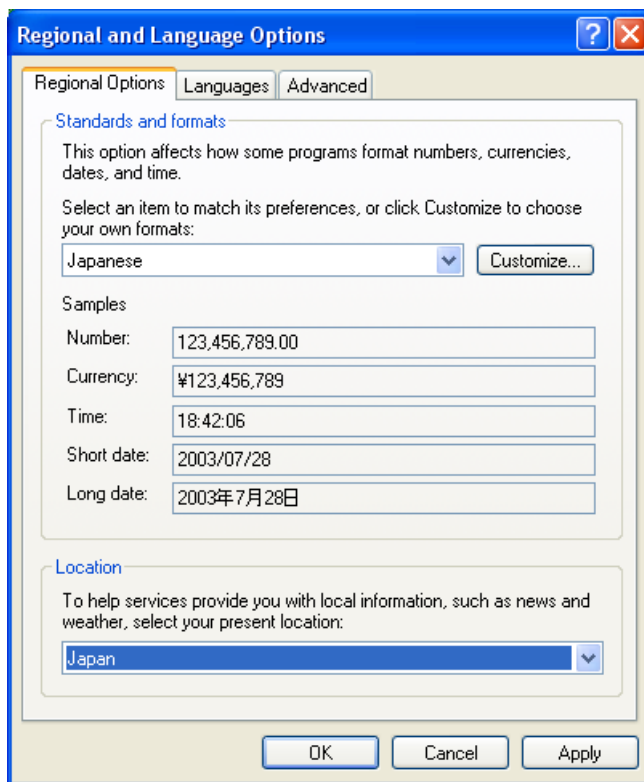 Regional and Language Options
Regional Options Languages Advanced
Standards and formats
This option affects how some programs format numbers, currencies,
dates, and time.
Select an item to match its preferences, or click Customize to choose
your own formats:
Japanese Customize...
Samples
Number: 123,456,789.00
Currency: ¥123,456,789
Time: 18:42:06
Short date: 2003/07/28
Long date: 2003年7月28日
Location
To help services provide you with local information, such as news and
weather, select your present location:
Japan
OK Cancel Apply